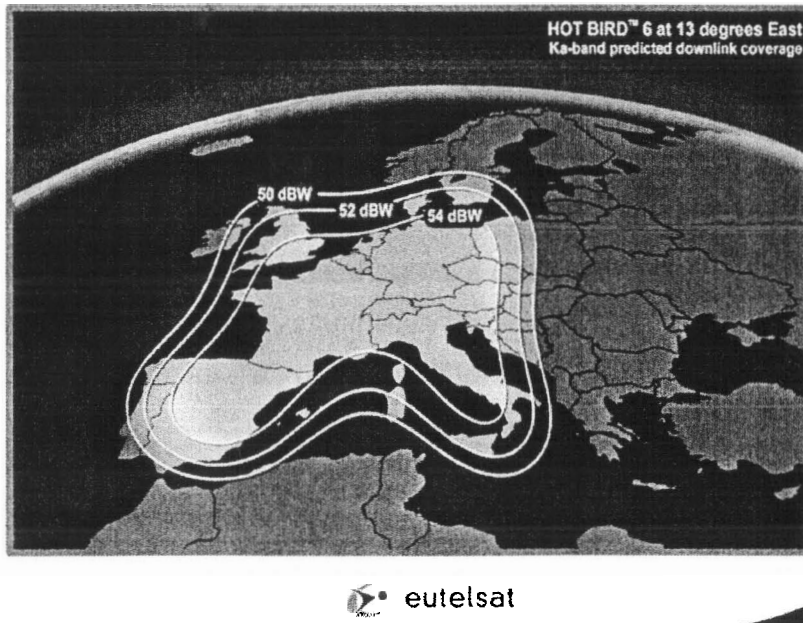 HOT BIRD™ 6 at 13 degrees East
Ka-band predicted downlink coverage
50 dBW
52 dBW
54 dBW
eutelsat